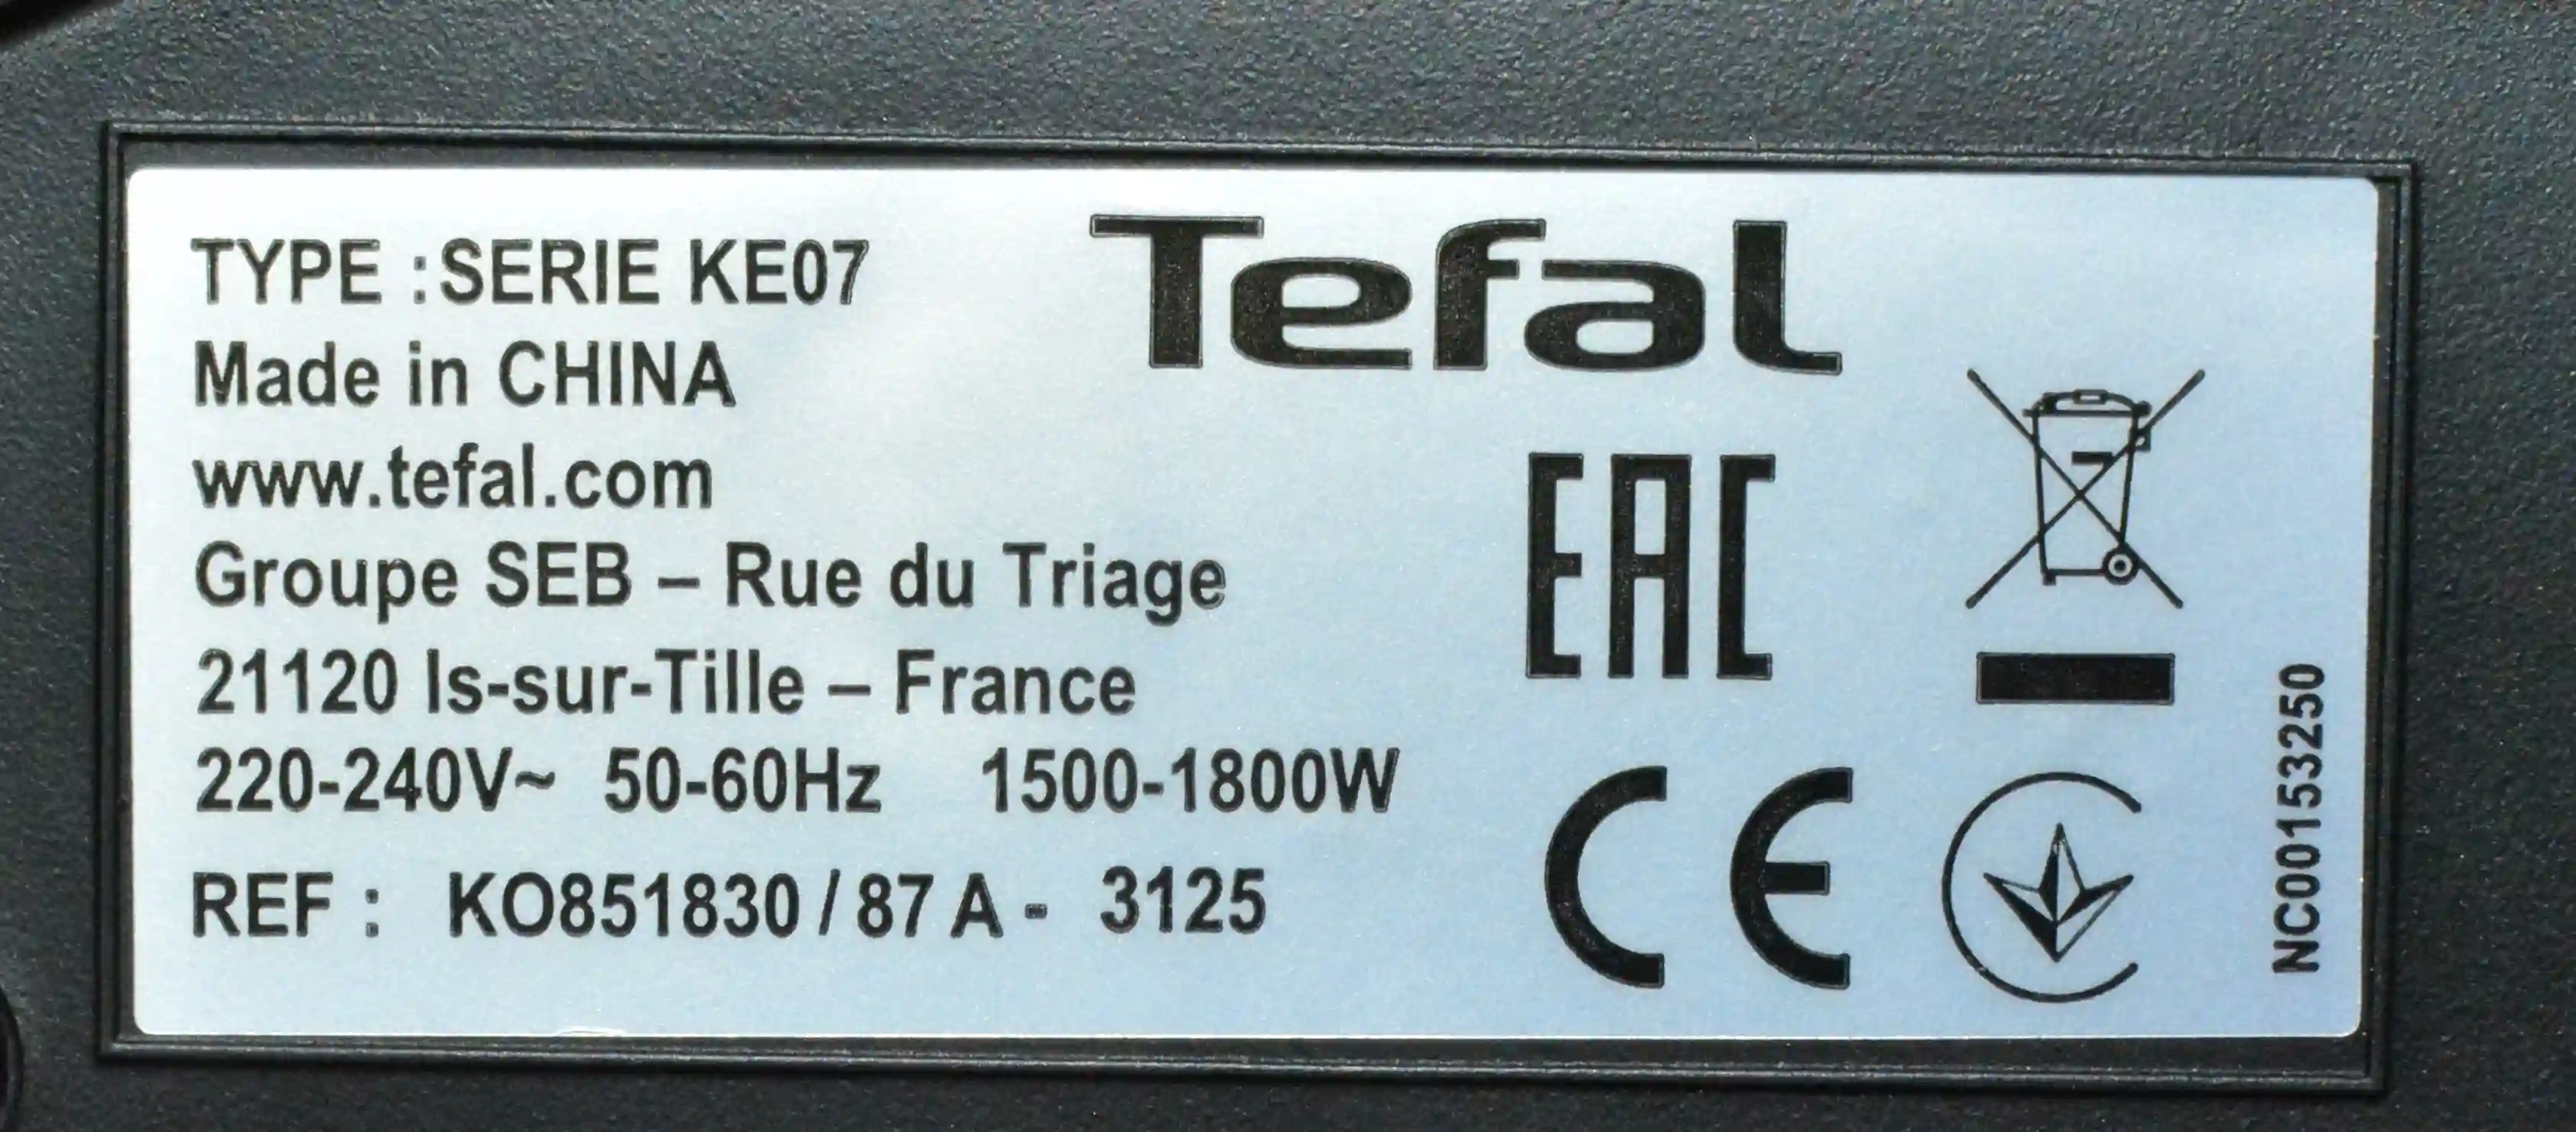 TYPE :SERIE KE07
Made in CHINA
www.tefal.com
Groupe SEB – Rue du Triage
21120 Is-sur-Tille – France
220-240V~ 50-60Hz 1500-1800W
REF : KO851830 / 87 A - 3125
Tefal
EAC
CE
NC00153250